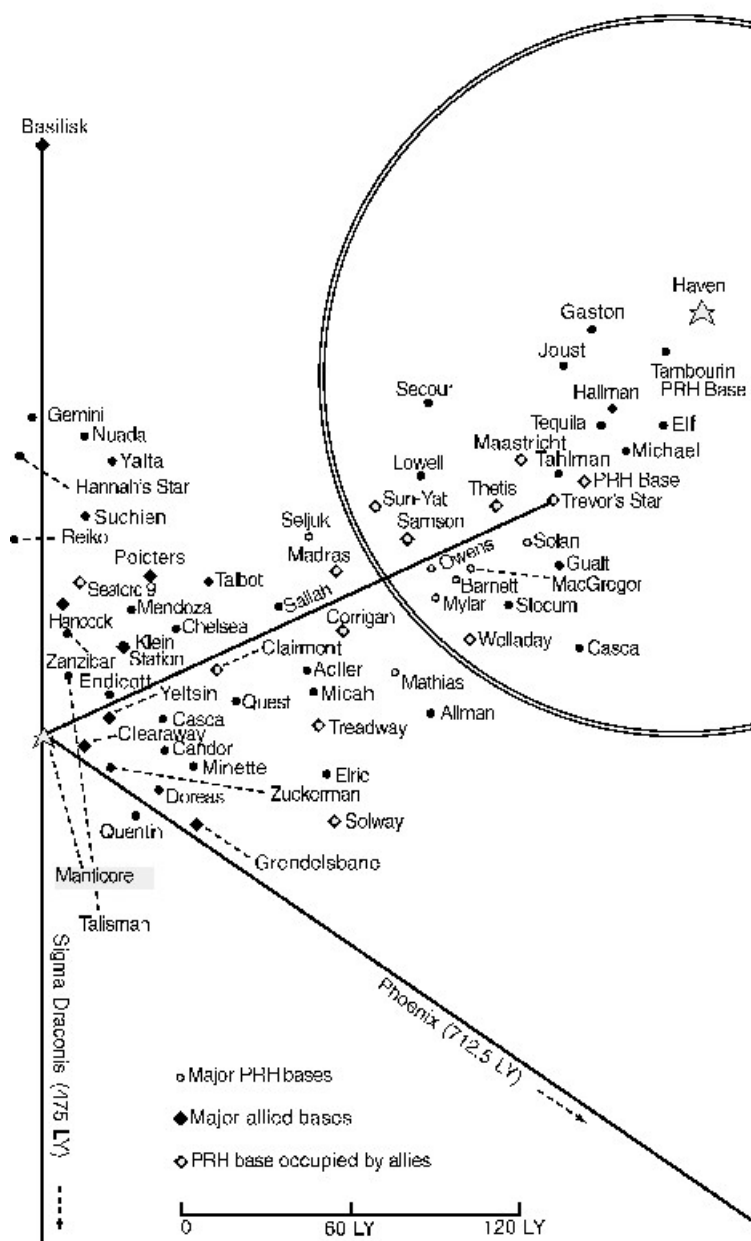 Basilisk
Haven
Gaston
Joust
Tambourin
PRH Base
Secour
Hallman
Gemini
Tequila
Elf
Nuada
Maastricht
Michael
Yalta
Lowell
Tahlman
Hannah's Star
Sun-Yat
Thetis
PRH Base
Trevor's Star
Suchien
Seljuk
Samson
Reiko
Solan
Poicters
Madras
Owens
Gualt
Seaford 9
Talbot
Barnett
MacGregor
Mendoza
Sallah
Mylar
Slocum
Hancock
Chelsea
Corrigan
Klein
Station
Clairmont
Welladay
Casca
Zanzibar
Adler
Mathias
Endicott
Yeltsin
Quest
Micah
Casca
Treadway
Allman
Clearaway
Candor
Minette
Elric
Zuckerman
Doreas
Quentin
Solway
Grendelsbane
Manticore
Talisman
Sigma Draconis (475 LY)
Phoenix (712.5 LY)
Major PRH bases
Major allied bases
PRH base occupied by allies
0 60 LY 120 LY